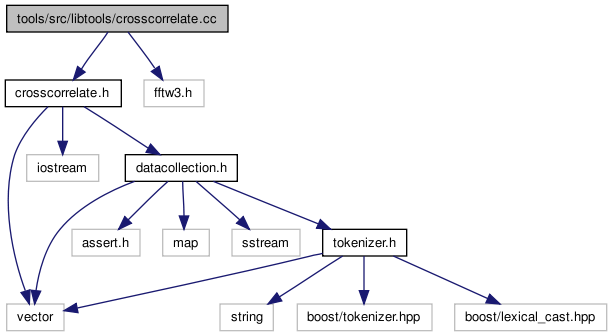 tools/src/libtools/crosscorrelate.cc
crosscorrelate.h
fftw3.h
iostream
datacollection.h
assert.h
map
sstream
tokenizer.h
vector
string
boost/tokenizer.hpp
boost/lexical_cast.hpp